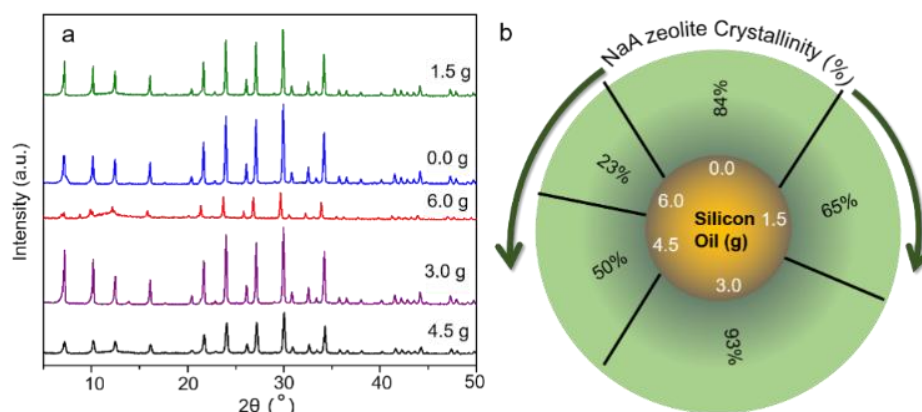 a
1.5 g
0.0 g
6.0 g
3.0 g
4.5 g
Intensity (a.u.)
10
20
30
40
50
2θ (°)
b
NaA zeolite Crystallinity (%)
84%
23%
65%
50%
93%
0.0
6.0
1.5
4.5
3.0
Silicon
Oil (g)